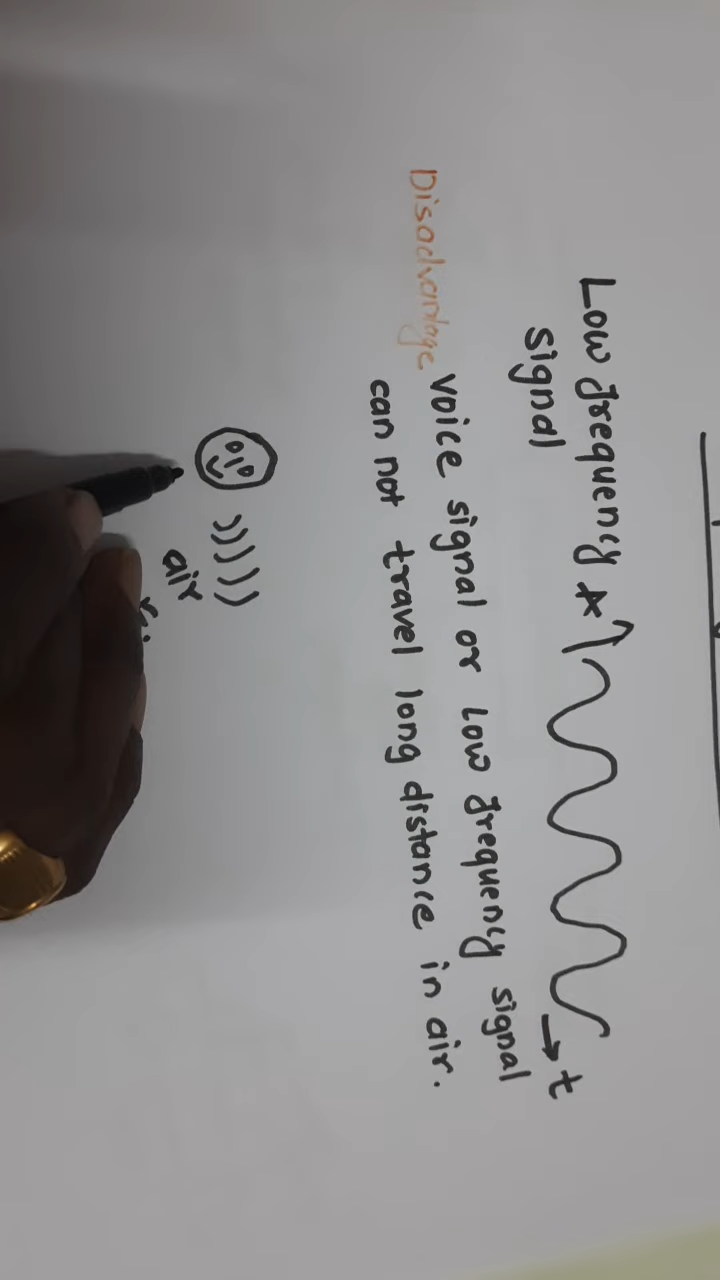 Low frequency
signal
A
t
Disadvantage
voice signal or Low frequency signal
can not travel long distance in air.
air